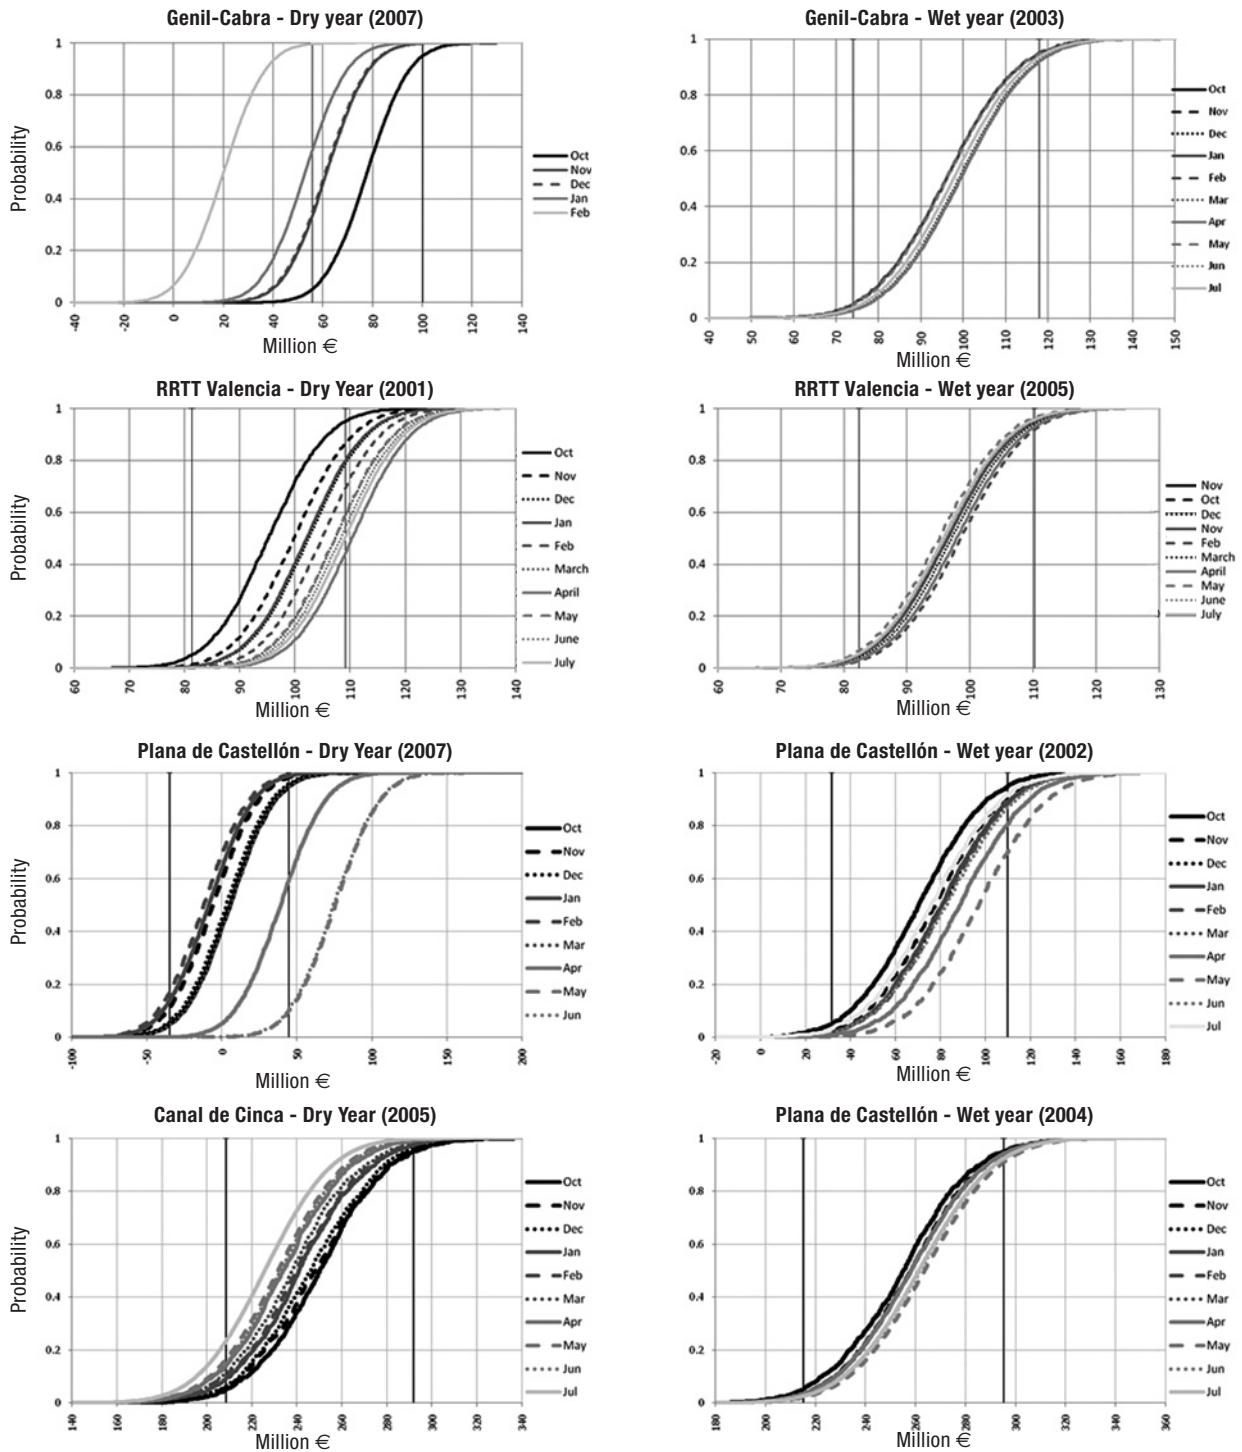 Genil-Cabra - Dry year (2007)
Probability
1
0.8
0.6
0.4
0.2
0
-40
-20
0
20
40
60
80
100
120
140
Million €
Oct
Nov
Dec
Jan
Feb
Genil-Cabra - Wet year (2003)
1
0.8
0.6
0.4
0.2
0
40
50
60
70
80
90
100
110
120
130
140
150
Million €
Oct
Nov
Dec
Jan
Feb
Mar
Apr
May
Jun
Jul
RRTT Valencia - Dry Year (2001)
Probability
1
0.8
0.6
0.4
0.2
0
60
70
80
90
100
110
120
130
140
Million €
Oct
Nov
Dec
Jan
Feb
March
April
May
June
July
RRTT Valencia - Wet year (2005)
1
0.8
0.6
0.4
0.2
0
60
70
80
90
100
110
120
130
Million €
Nov
Oct
Dec
Nov
Feb
March
April
May
June
July
Plana de Castellón - Dry Year (2007)
Probability
1
0.8
0.6
0.4
0.2
0
-100
-50
0
50
100
150
200
Million €
Oct
Nov
Dec
Jan
Feb
Mar
Apr
May
Jun
Plana de Castellón - Wet year (2002)
1
0.8
0.6
0.4
0.2
0
-20
0
20
40
60
80
100
120
140
160
180
Million €
Oct
Nov
Dec
Jan
Feb
Mar
Apr
May
Jun
Jul
Canal de Cinca - Dry Year (2005)
Probability
1
0.8
0.6
0.4
0.2
0
140
160
180
200
220
240
260
280
300
320
340
Million €
Oct
Nov
Dec
Jan
Feb
Mar
Apr
May
Jun
Jul
Plana de Castellón - Wet year (2004)
1
0.8
0.6
0.4
0.2
0
180
200
220
240
260
280
300
320
340
360
Million €
Oct
Nov
Dec
Jan
Feb
Mar
Apr
May
Jun
Jul